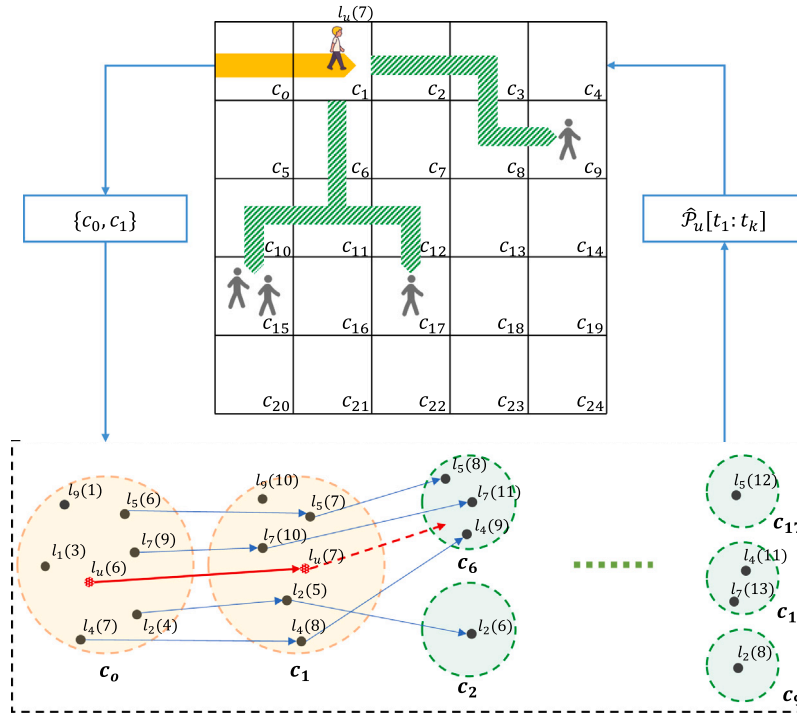 l_u(7)
c_o c_1 c_2 c_3 c_4
c_5 c_6 c_7 c_8 c_9
{c_0, c_1}
𝒫̂_u[t_1: t_k]
c_10 c_11 c_12 c_13 c_14
c_15 c_16 c_17 c_18 c_19
c_20 c_21 c_22 c_23 c_24
l_9(1)
l_5(6)
l_1(3)
l_7(9)
l_u(6)
l_2(4)
l_4(7)
c_o
l_9(10)
l_5(7)
l_7(10)
l_u(7)
l_2(5)
l_4(8)
c_1
l_5(8)
l_7(11)
l_4(9)
c_6
l_2(6)
c_2
l_5(12)
c_17
l_4(11)
l_7(13)
c_1
l_2(8)
c_9